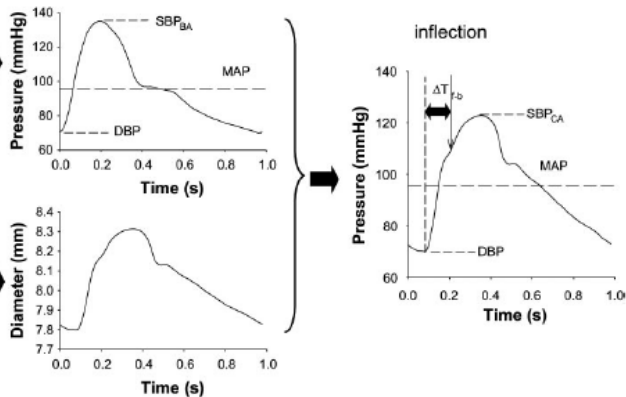 140
120
100
80
60
Pressure (mmHg)
SBPBA
MAP
DBP
0.0 0.2 0.4 0.6 0.8 1.0
Time (s)
8.4
8.3
8.2
8.1
8.0
7.9
7.8
7.7
Diameter (mm)
0.0 0.2 0.4 0.6 0.8 1.0
Time (s)
inflection
140
120
100
80
60
Pressure (mmHg)
ΔTf-b
SBPCA
MAP
DBP
0.0 0.2 0.4 0.6 0.8 1.0
Time (s)